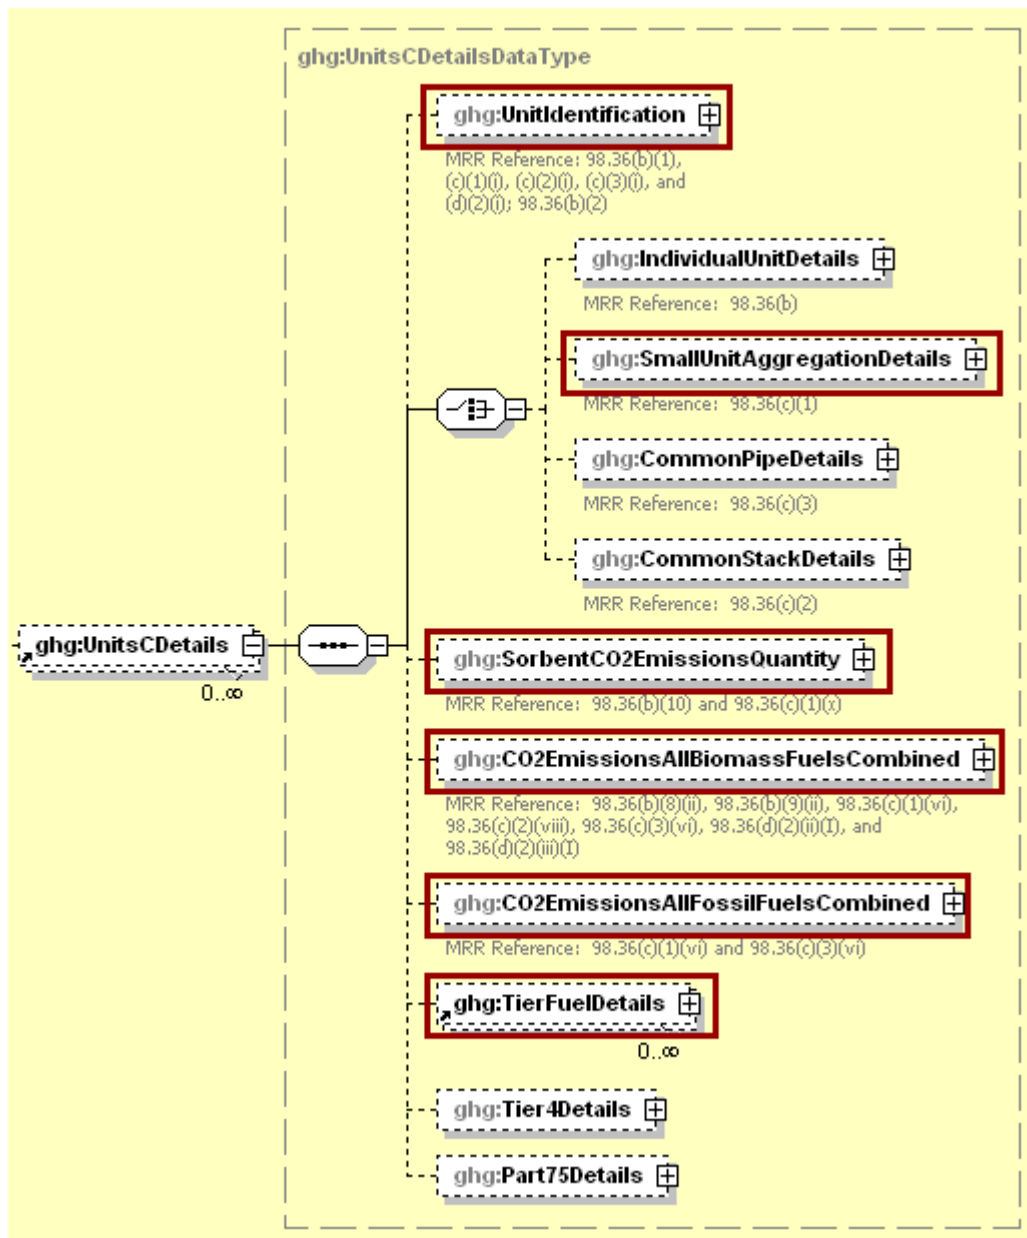 ghg:UnitsCDetailsDataType
ghg:UnitIdentification
MRR Reference: 98.36(b)(1),
(c)(1)(i), (c)(2)(i), (c)(3)(i), and
(d)(2)(i); 98.36(b)(2)
ghg:IndividualUnitDetails
MRR Reference: 98.36(b)
ghg:SmallUnitAggregationDetails
MRR Reference: 98.36(c)(1)
ghg:CommonPipeDetails
MRR Reference: 98.36(c)(3)
ghg:CommonStackDetails
MRR Reference: 98.36(c)(2)
ghg:UnitsCDetails
0..∞
ghg:SorbentCO2EmissionsQuantity
MRR Reference: 98.36(b)(10) and 98.36(c)(1)(x)
ghg:CO2EmissionsAllBiomassFuelsCombined
MRR Reference: 98.36(b)(8)(ii), 98.36(b)(9)(ii), 98.36(c)(1)(vi),
98.36(c)(2)(viii), 98.36(c)(3)(vi), 98.36(d)(2)(ii)(I), and
98.36(d)(2)(iii)(I)
ghg:CO2EmissionsAllFossilFuelsCombined
MRR Reference: 98.36(c)(1)(vi) and 98.36(c)(3)(vi)
ghg:TierFuelDetails
0..∞
ghg:Tier4Details
ghg:Part75Details